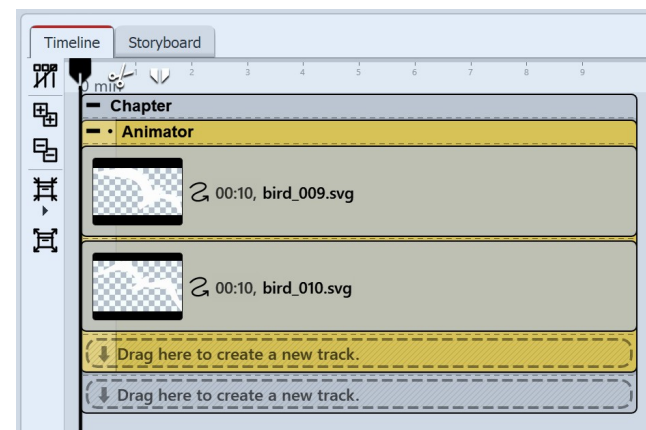 Timeline Storyboard
0 min 2 3 4 5 6 7 8 9
Chapter
Animator
00:10, bird_009.svg
00:10, bird_010.svg
Drag here to create a new track.
Drag here to create a new track.